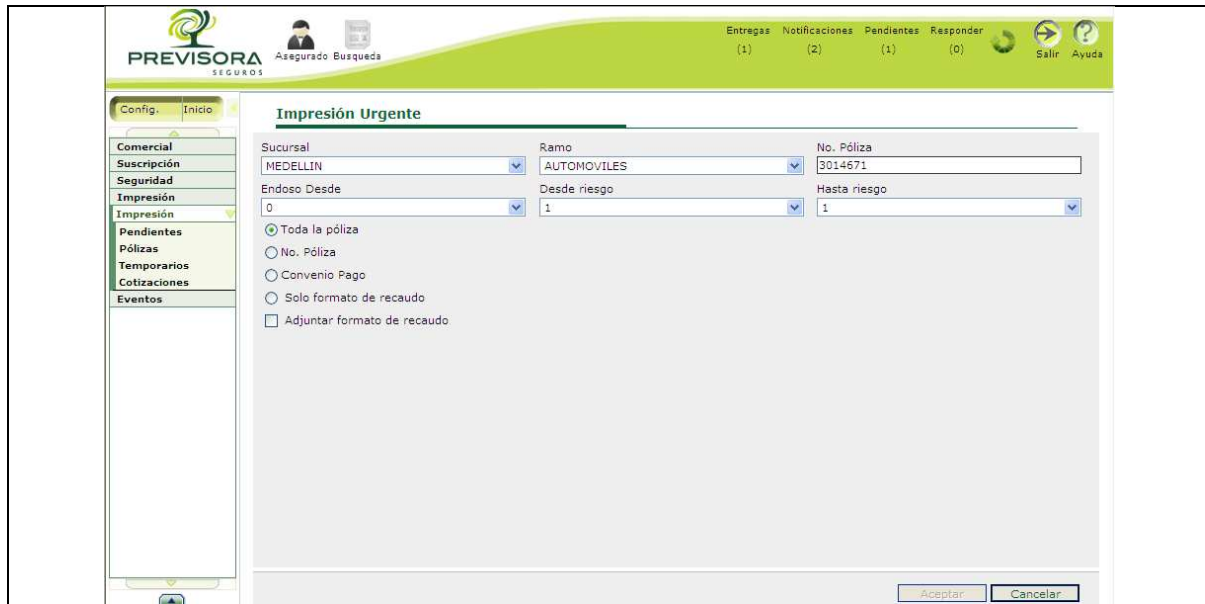 PREVISORA
SEGUROS
Asegurado Busqueda
Entregas Notificaciones Pendientes Responder
(1) (2) (1) (0)
Salir Ayuda
Config. Inicio
Impresión Urgente
Comercial
Suscripción
Seguridad
Impresión
Impresión
Pendientes
Pólizas
Temporarios
Cotizaciones
Eventos
Sucursal Ramo No. Póliza
MEDELLIN AUTOMOVILES 3014671
Endoso Desde Desde riesgo Hasta riesgo
0 1 1
Toda la póliza
No. Póliza
Convenio Pago
Solo formato de recaudo
Adjuntar formato de recaudo
Aceptar Cancelar